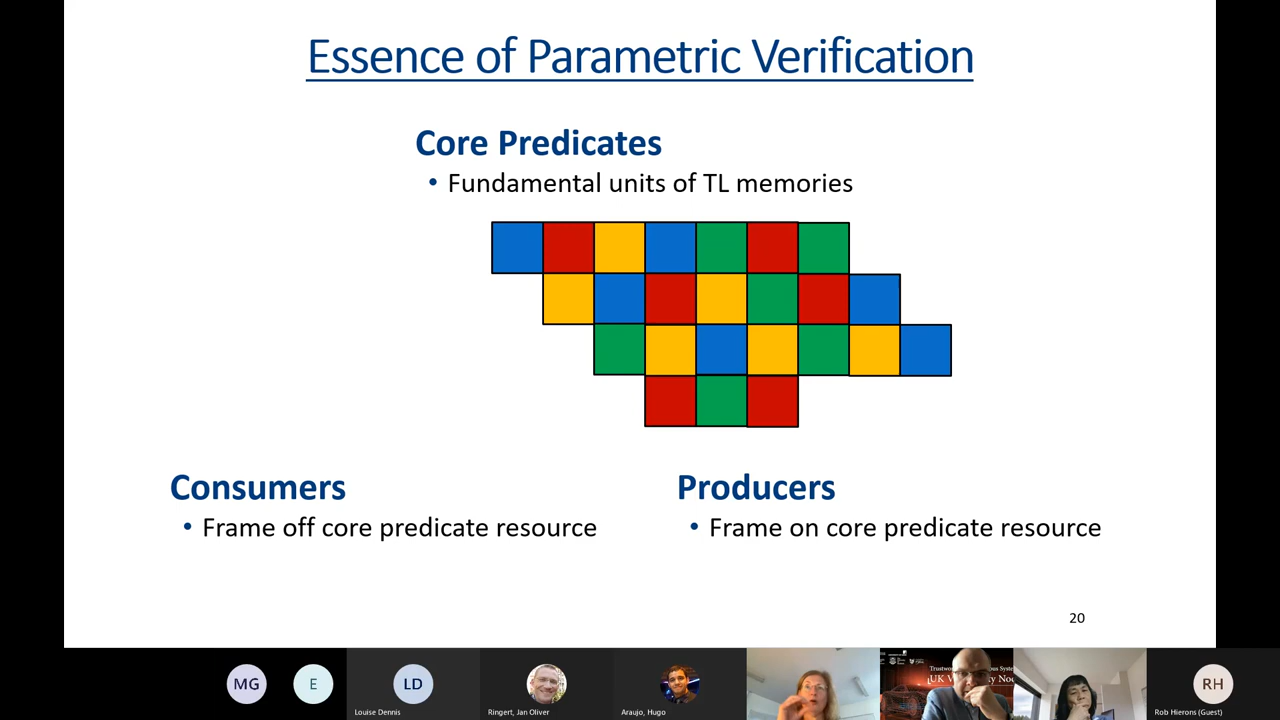 Essence of Parametric Verification
Core Predicates
• Fundamental units of TL memories
Consumers
• Frame off core predicate resource
Producers
• Frame on core predicate resource
20
MG
E
LD
Louise Dennis
Ringert, Jan Oliver
Araujo, Hugo
RH
Rob Hierons (Guest)